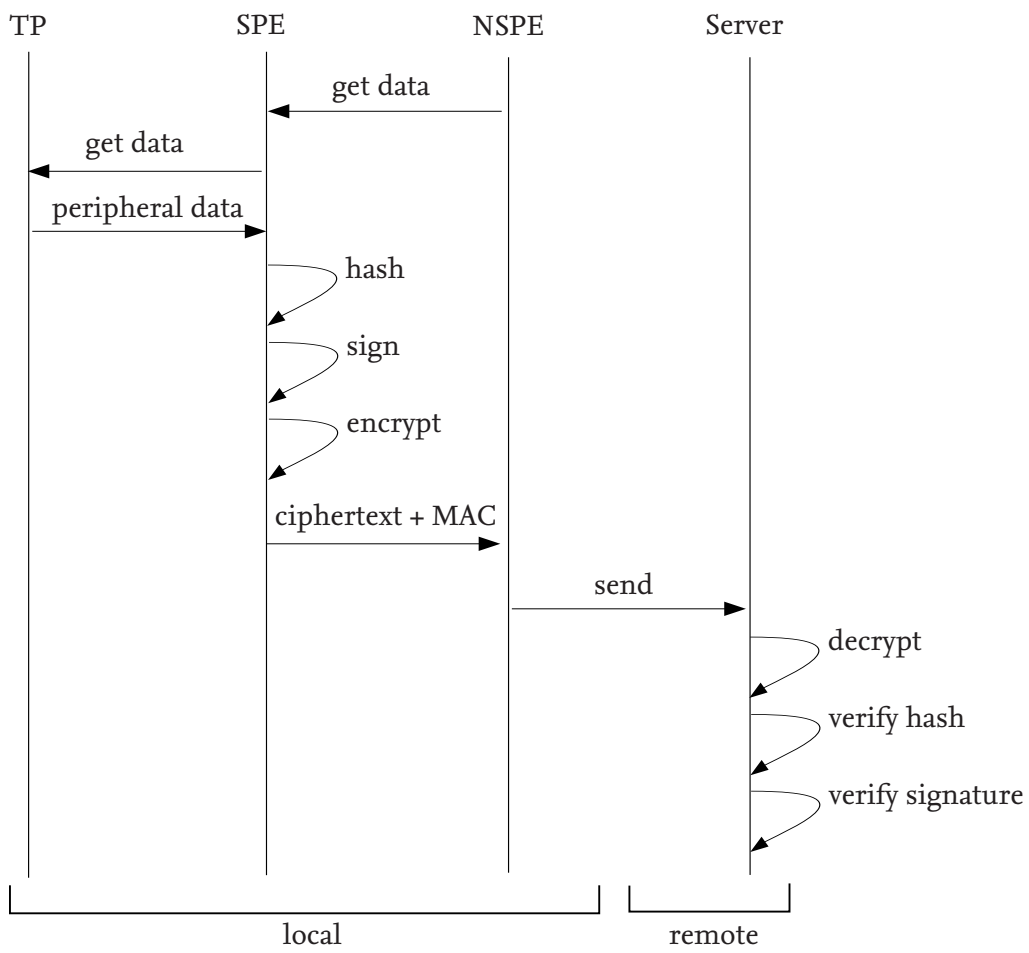 TP SPE NSPE Server
get data
get data
peripheral data
hash
sign
encrypt
ciphertext + MAC
send
decrypt
verify hash
verify signature
local remote